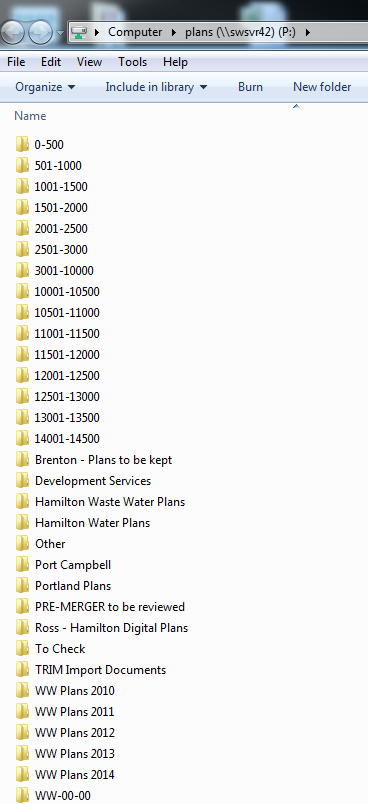 Computer plans (\\swsvr42) (P:)
File Edit View Tools Help
Organize Include in library Burn New folder
Name
0-500
501-1000
1001-1500
1501-2000
2001-2500
2501-3000
3001-10000
10001-10500
10501-11000
11001-11500
11501-12000
12001-12500
12501-13000
13001-13500
14001-14500
Brenton - Plans to be kept
Development Services
Hamilton Waste Water Plans
Hamilton Water Plans
Other
Port Campbell
Portland Plans
PRE-MERGER to be reviewed
Ross - Hamilton Digital Plans
To Check
TRIM Import Documents
WW Plans 2010
WW Plans 2011
WW Plans 2012
WW Plans 2013
WW Plans 2014
WW-00-00